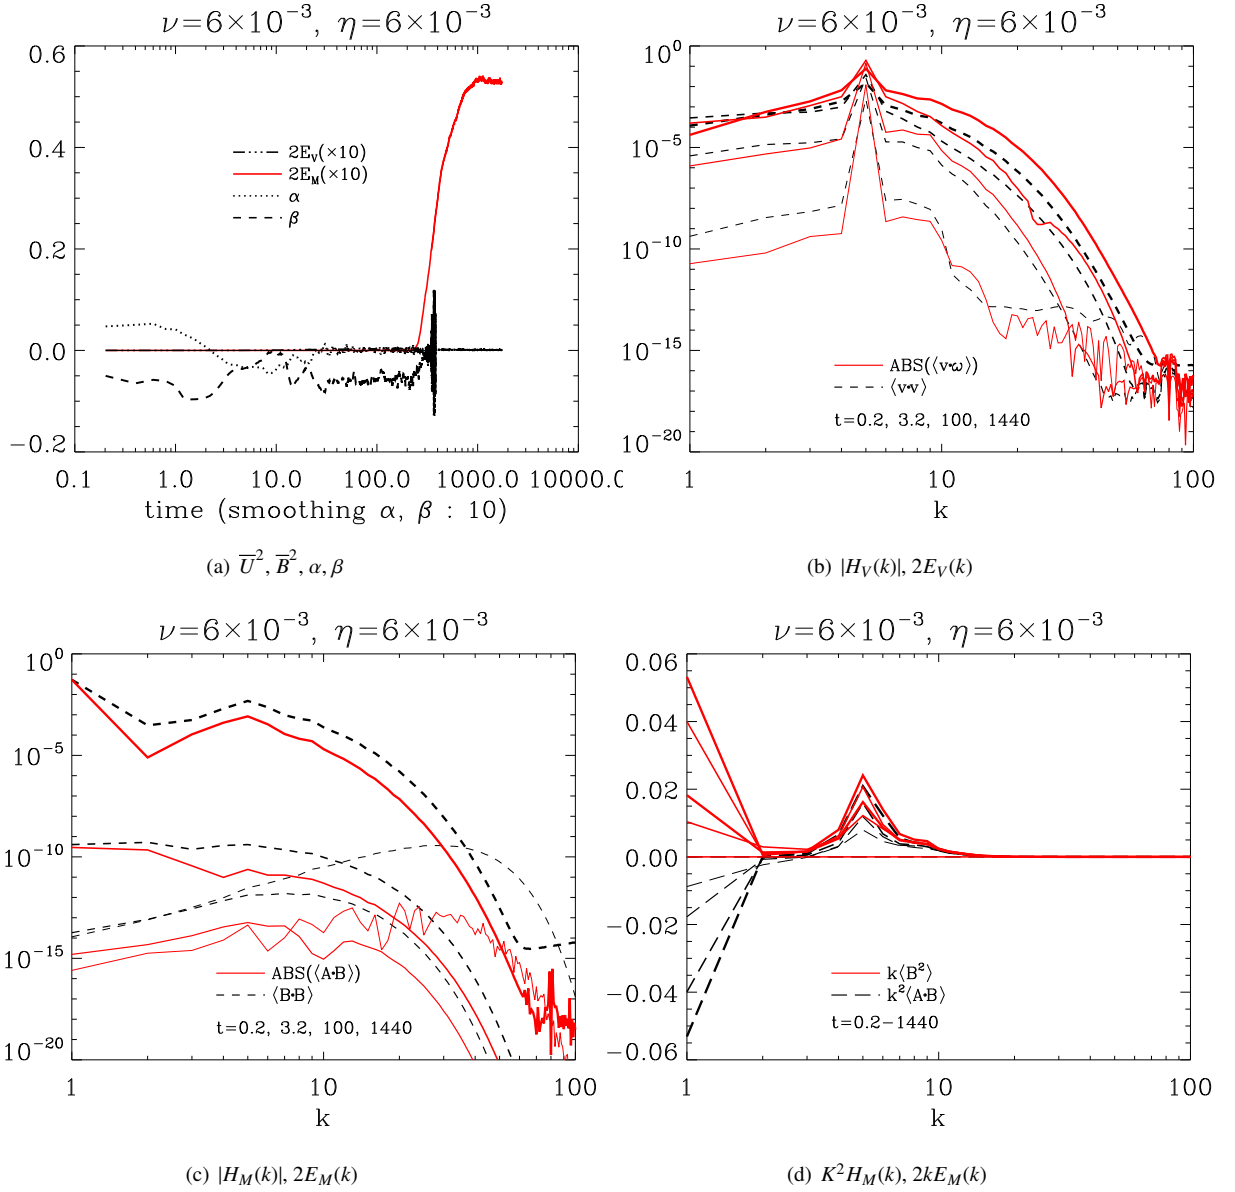 ν=6×10⁻³, η=6×10⁻³
0.6
0.4
0.2
0.0
−0.2
2E_V(×10)
2E_M(×10)
α
β
0.1 1.0 10.0 100.0 1000.0 10000.0
time (smoothing α, β : 10)
(a) U̅², B̅², α, β
ν=6×10⁻³, η=6×10⁻³
10⁰
10⁻⁵
10⁻¹⁰
10⁻¹⁵
10⁻²⁰
ABS(⟨v•ω⟩)
⟨v•v⟩
t=0.2, 3.2, 100, 1440
1 10 100
k
(b) |H_V(k)|, 2E_V(k)
ν=6×10⁻³, η=6×10⁻³
10⁰
10⁻⁵
10⁻¹⁰
10⁻¹⁵
10⁻²⁰
ABS(⟨A•B⟩)
⟨B•B⟩
t=0.2, 3.2, 100, 1440
1 10 100
k
(c) |H_M(k)|, 2E_M(k)
ν=6×10⁻³, η=6×10⁻³
0.06
0.04
0.02
0.00
−0.02
−0.04
−0.06
k⟨B²⟩
k²⟨A•B⟩
t=0.2−1440
1 10 100
k
(d) K²H_M(k), 2kE_M(k)